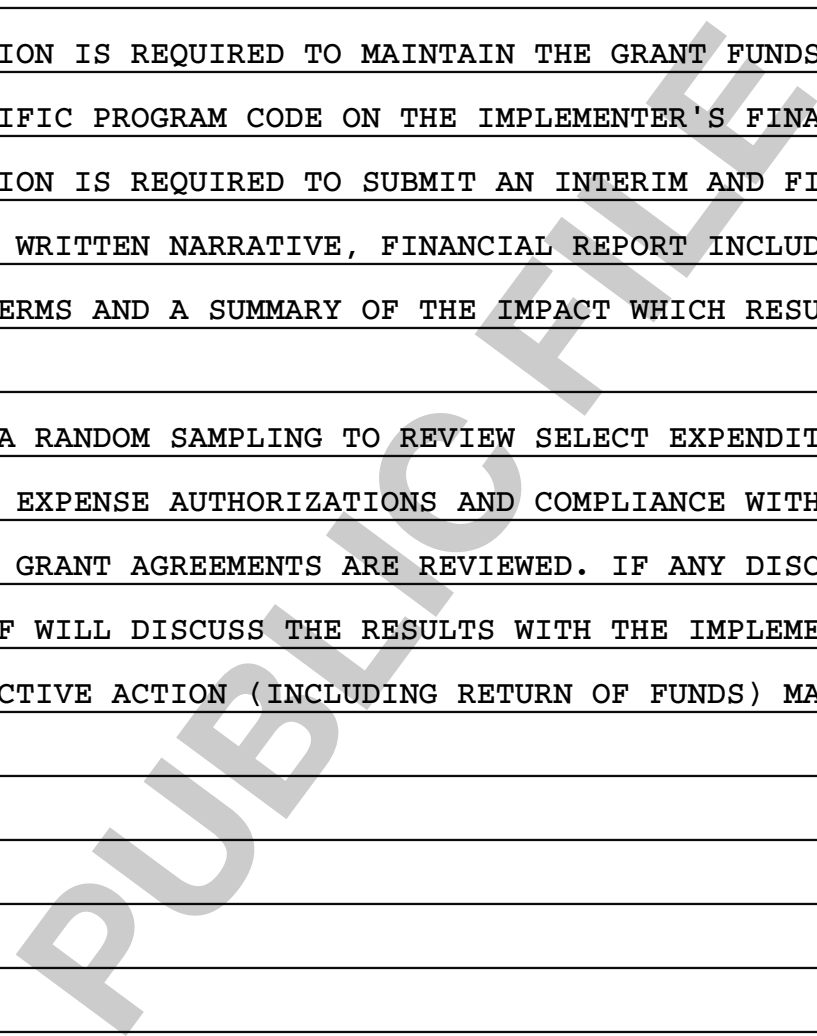 ION IS REQUIRED TO MAINTAIN THE GRANT FUNDS
IFIC PROGRAM CODE ON THE IMPLEMENTER'S FINA
ION IS REQUIRED TO SUBMIT AN INTERIM AND FI
WRITTEN NARRATIVE, FINANCIAL REPORT INCLUD
ERMS AND A SUMMARY OF THE IMPACT WHICH RESU
A RANDOM SAMPLING TO REVIEW SELECT EXPENDIT
EXPENSE AUTHORIZATIONS AND COMPLIANCE WITH
GRANT AGREEMENTS ARE REVIEWED. IF ANY DISC
F WILL DISCUSS THE RESULTS WITH THE IMPLEME
CTIVE ACTION (INCLUDING RETURN OF FUNDS) MA
PUBLIC FILE